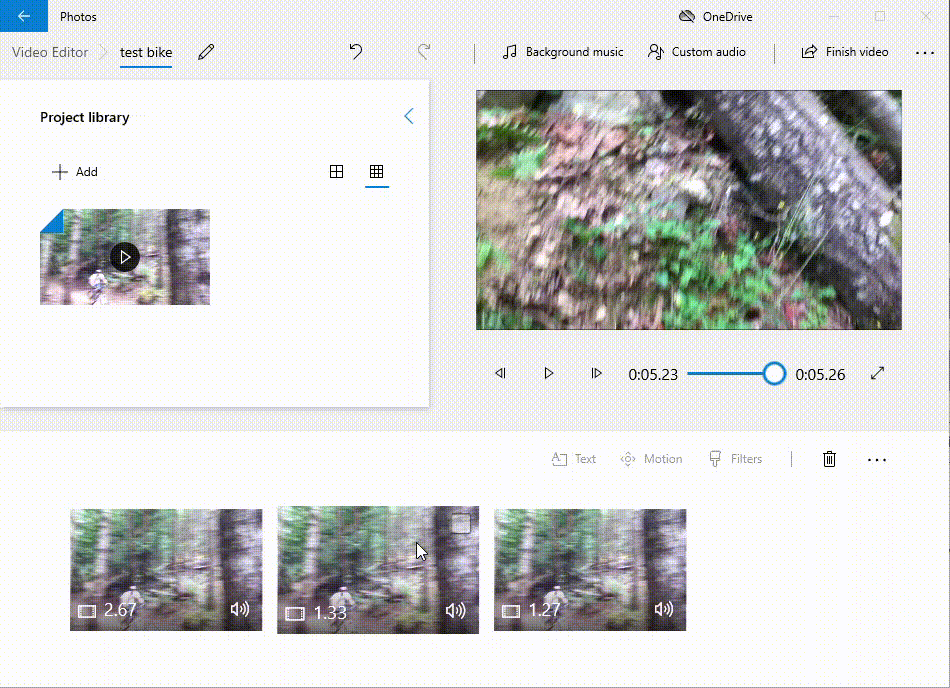 Photos
OneDrive
Video Editor
test bike
Background music
Custom audio
Finish video
Project library
Add
0:05.23
0:05.26
Text
Motion
Filters
2.67
1.33
1.27